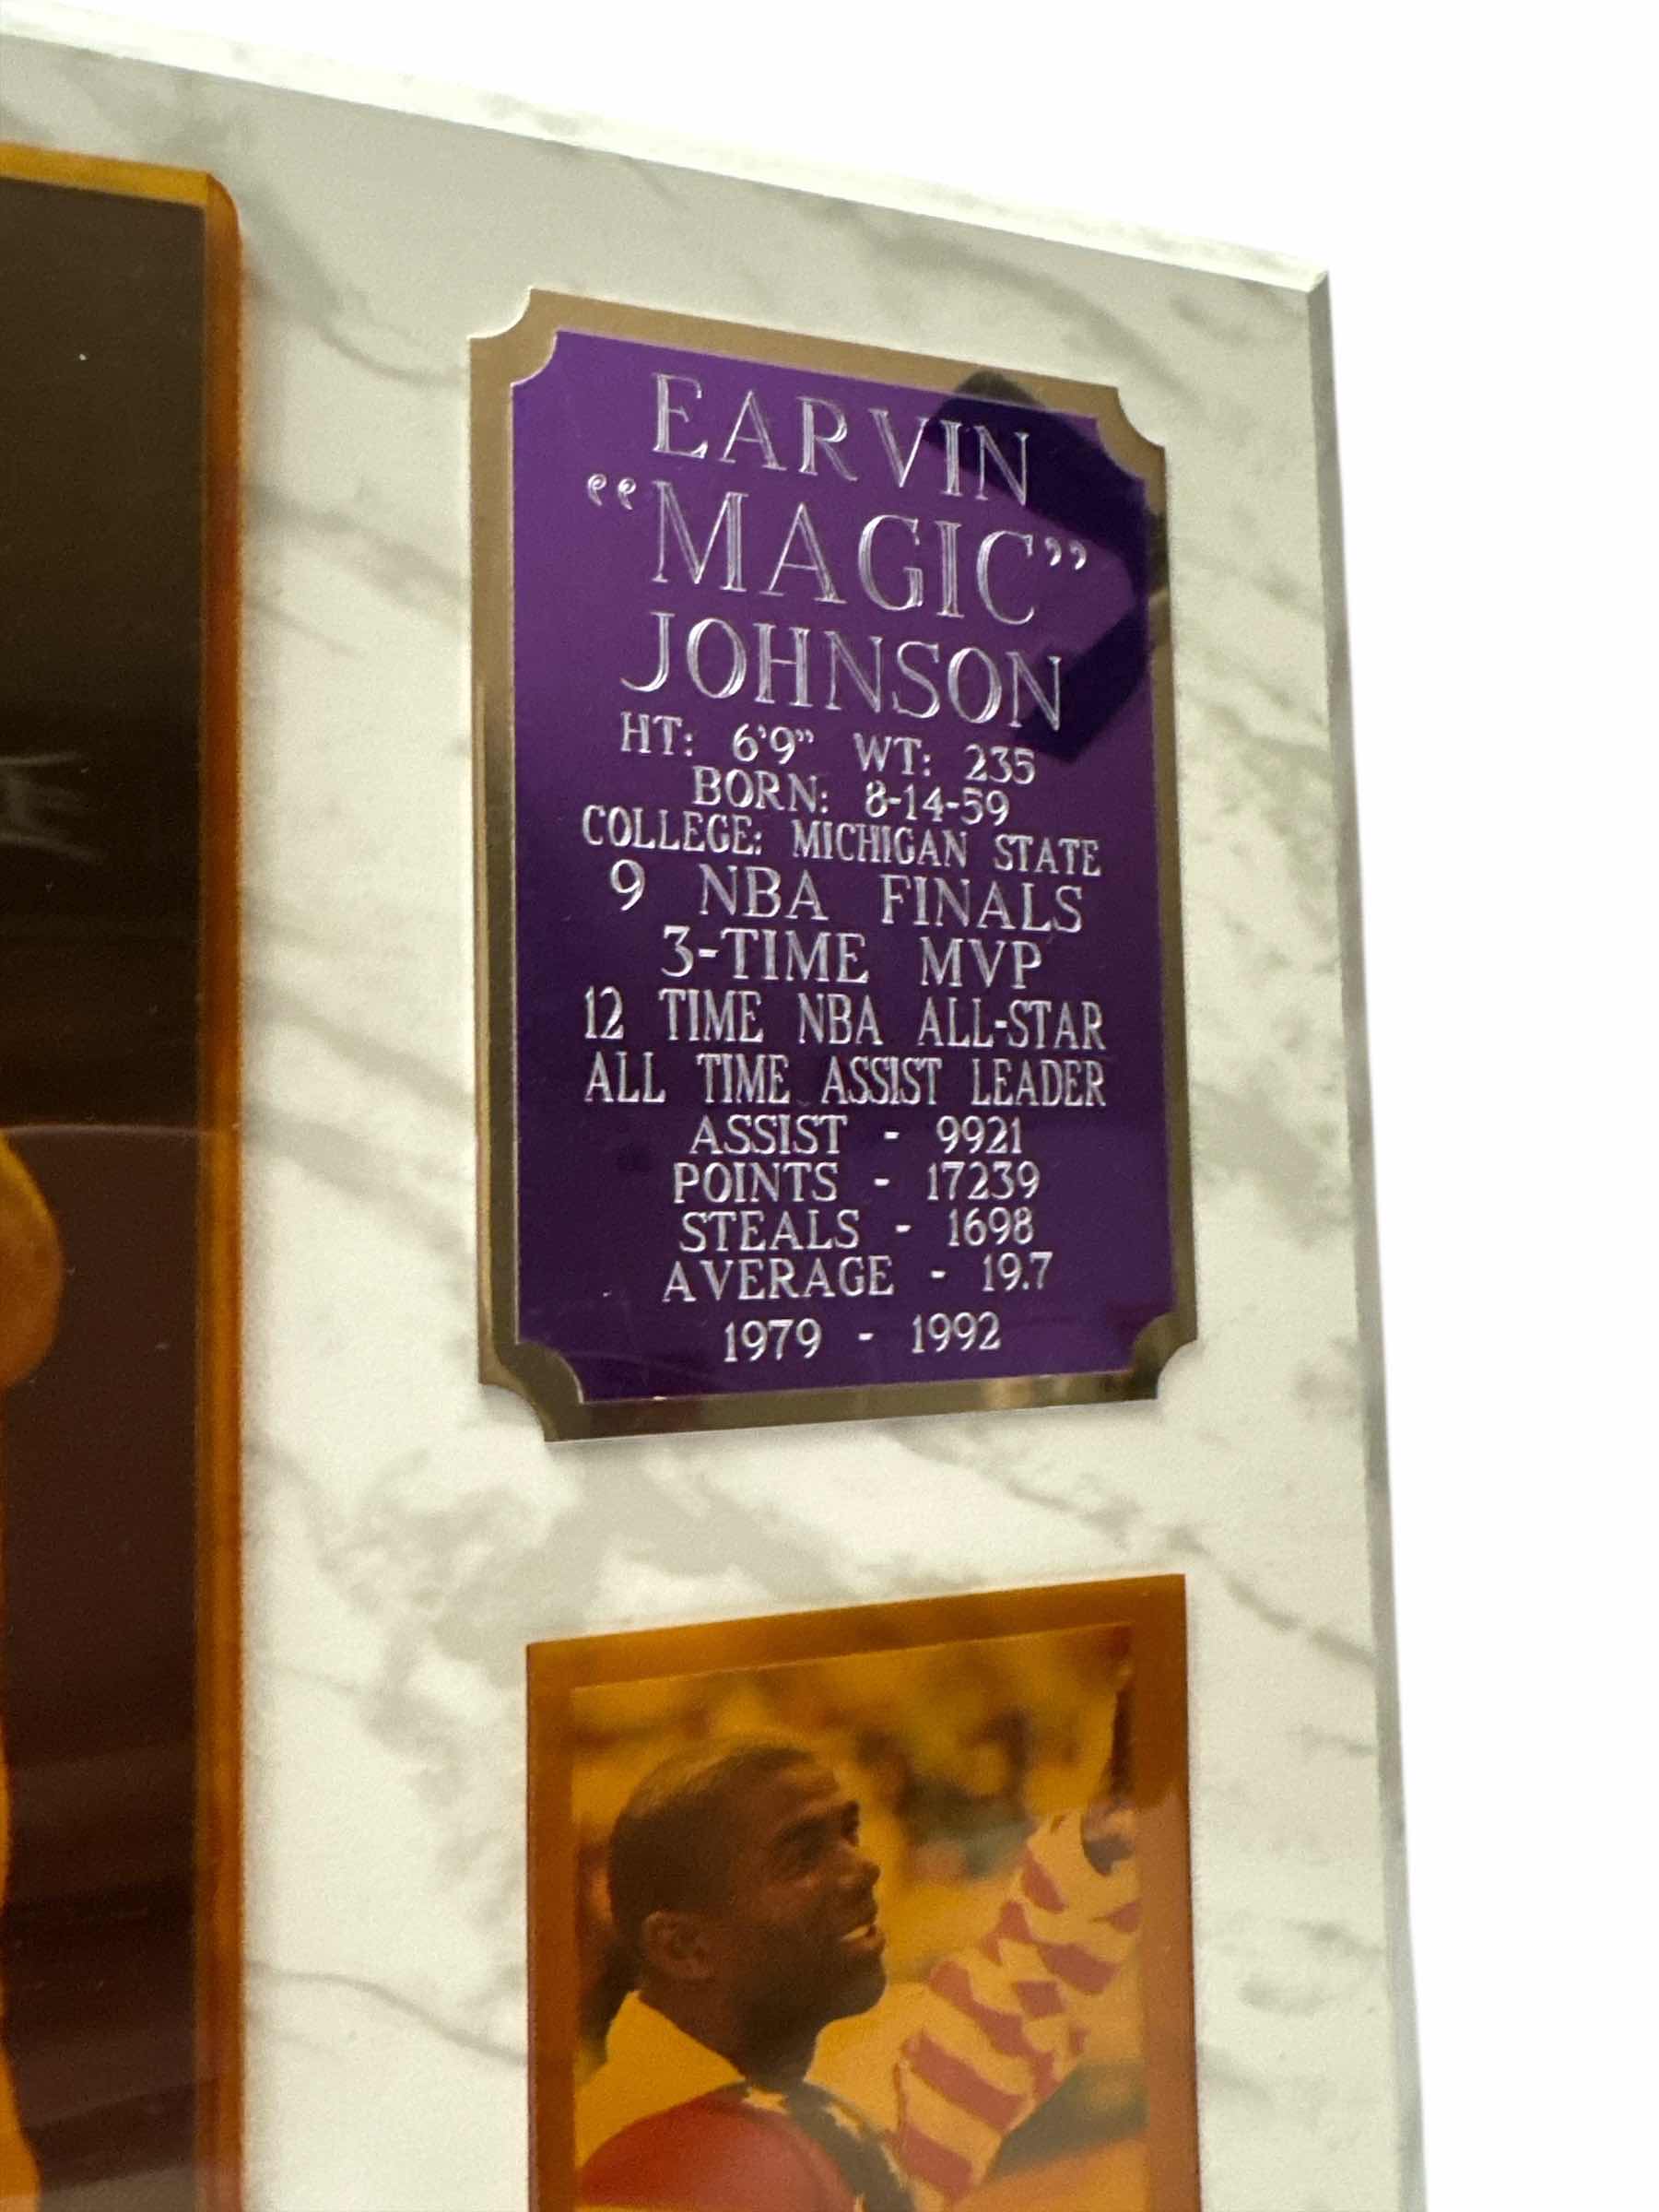 EARVIN
“MAGIC”
JOHNSON
HT: 6'9” WT: 235
BORN: 8-14-59
COLLEGE: MICHIGAN STATE
9 NBA FINALS
3-TIME MVP
12 TIME NBA ALL-STAR
ALL TIME ASSIST LEADER
ASSIST - 9921
POINTS - 17239
STEALS - 1698
AVERAGE - 19.7
1979 - 1992